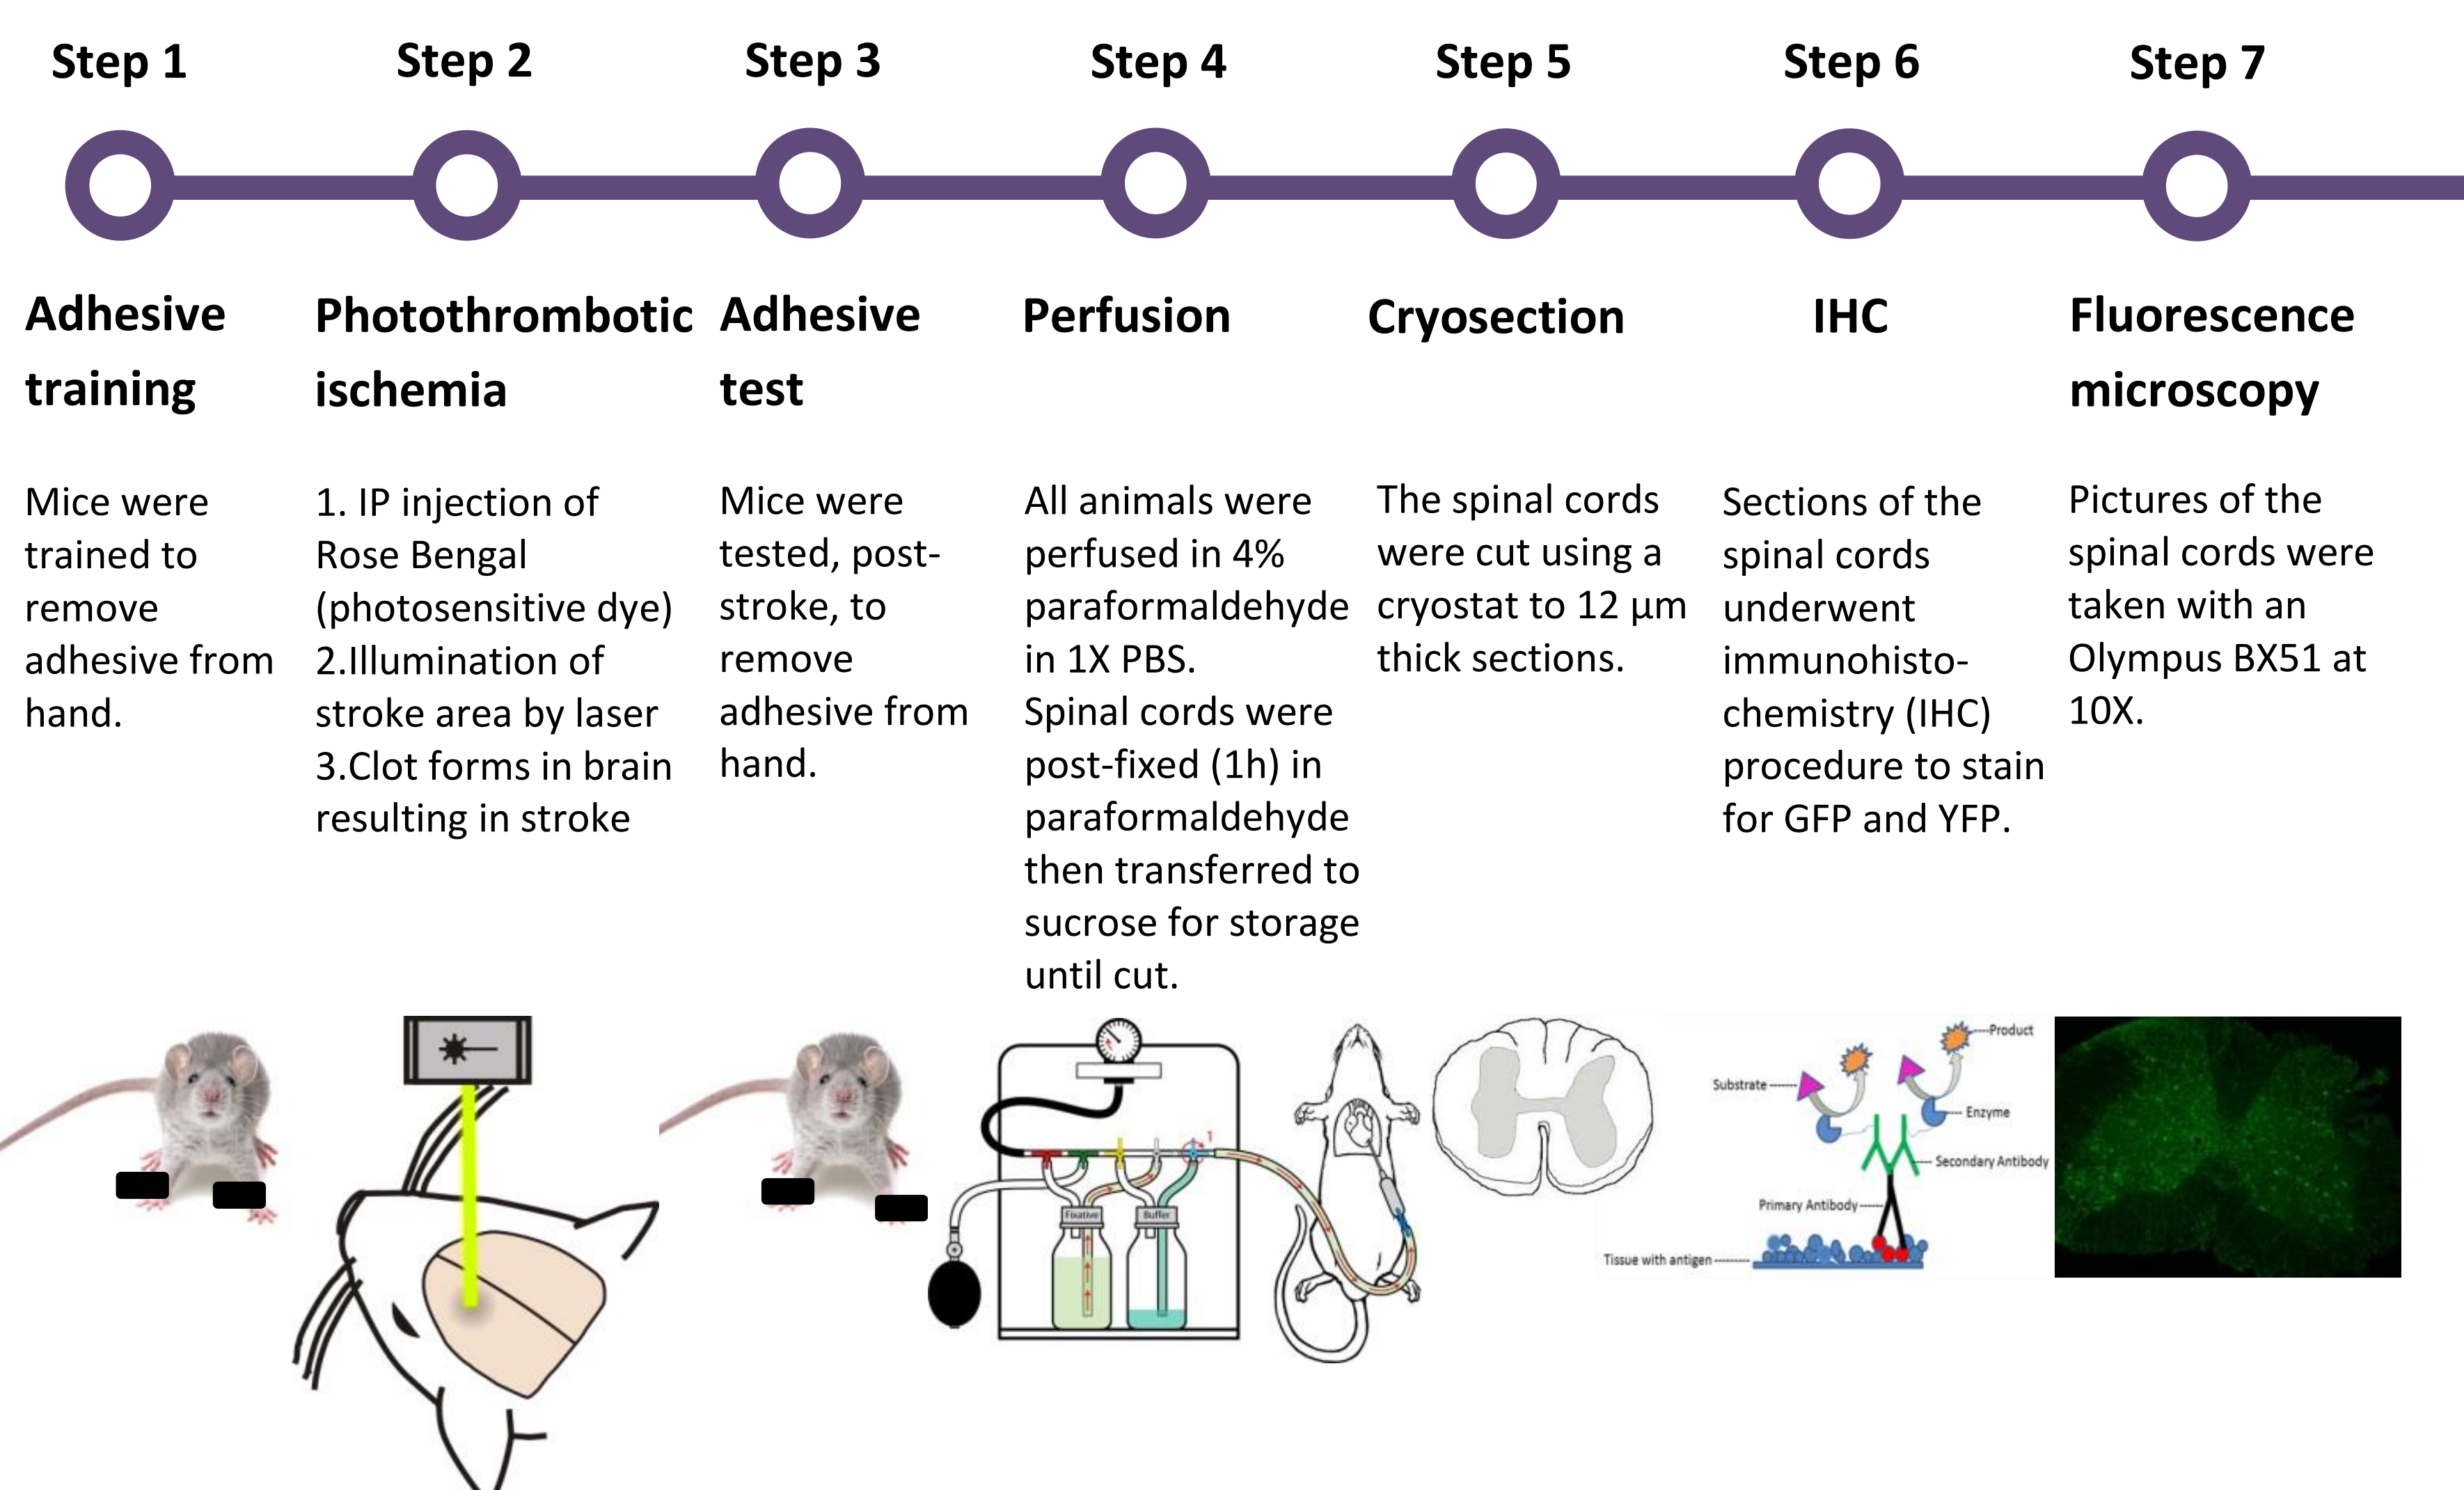 Step 1
Step 2
Step 3
Step 4
Step 5
Step 6
Step 7
Adhesive
training
Photothrombotic
ischemia
Adhesive
test
Perfusion
Cryosection
IHC
Fluorescence
microscopy
Mice were
trained to
remove
adhesive from
hand.
1. IP injection of
Rose Bengal
(photosensitive dye)
2.Illumination of
stroke area by laser
3.Clot forms in brain
resulting in stroke
Mice were
tested, post-
stroke, to
remove
adhesive from
hand.
All animals were
perfused in 4%
paraformaldehyde
in 1X PBS.
Spinal cords were
post-fixed (1h) in
paraformaldehyde
then transferred to
sucrose for storage
until cut.
The spinal cords
were cut using a
cryostat to 12 μm
thick sections.
Sections of the
spinal cords
underwent
immunohisto-
chemistry (IHC)
procedure to stain
for GFP and YFP.
Pictures of the
spinal cords were
taken with an
Olympus BX51 at
10X.
1
Fixative
Buffer
Product
Substrate
Enzyme
Secondary Antibody
Primary Antibody
Tissue with antigen